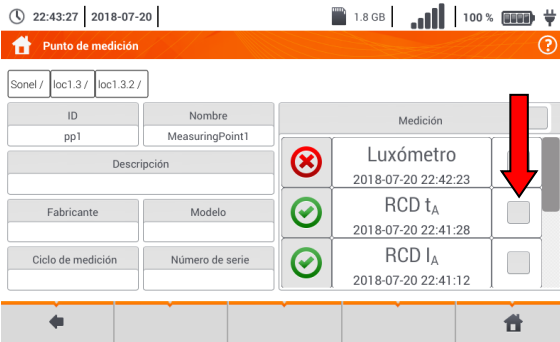 22:43:27 2018-07-20 1.8 GB 100 %
Punto de medición ?
Sonel / loc1.3 / loc1.3.2 /
ID Nombre Medición
pp1 MeasuringPoint1
Descripción
Luxómetro
2018-07-20 22:42:23
Fabricante Modelo
RCD tA
2018-07-20 22:41:28
Ciclo de medición Número de serie
RCD IA
2018-07-20 22:41:12